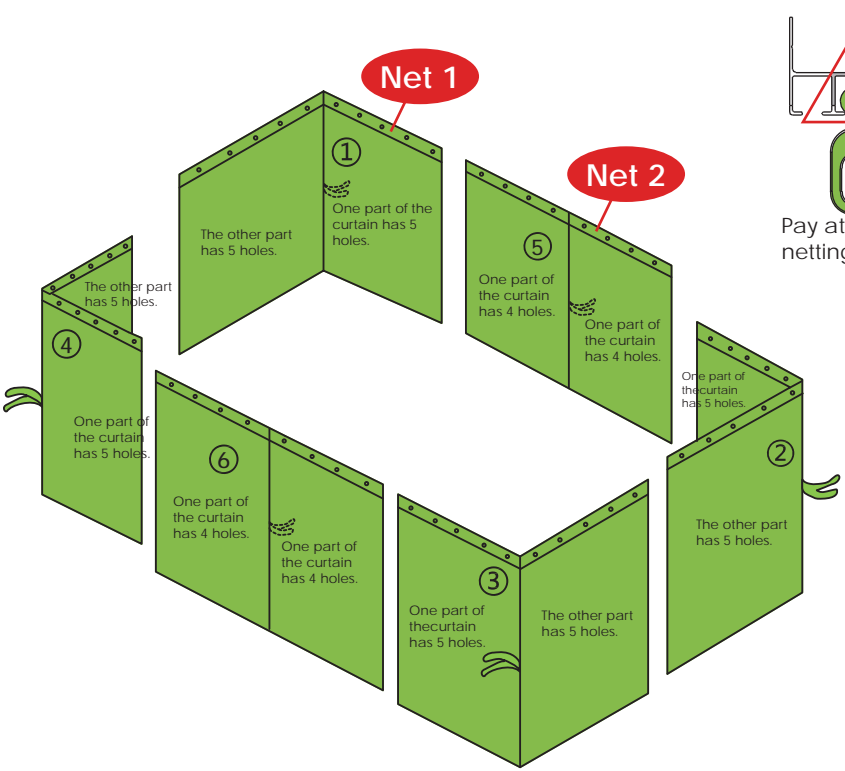 Net 1
①
One part of the
curtain has 5
holes.
The other part
has 5 holes.
Net 2
⑤
One part of
the curtain
has 4 holes.
One part of
the curtain
has 4 holes.
Pay at
netting
The other part
has 5 holes.
④
One part of
the curtain
has 5 holes.
One part of
thecurtain
has 5 holes.
②
The other part
has 5 holes.
⑥
One part of
the curtain
has 4 holes.
One part of
the curtain
has 4 holes.
③
One part of
thecurtain
has 5 holes.
The other part
has 5 holes.